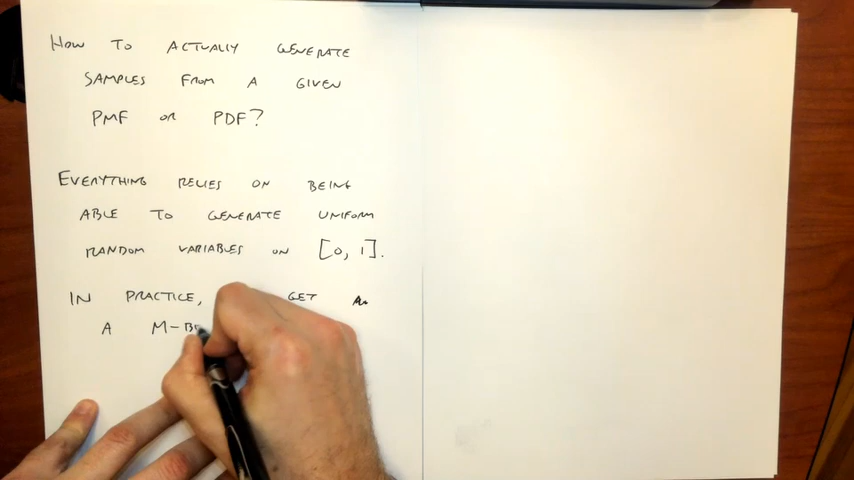 HOW TO ACTUALLY GENERATE
SAMPLES FROM A GIVEN
PMF OR PDF?
EVERYTHING RELIES ON BEING
ABLE TO GENERATE UNIFORM
RANDOM VARIABLES ON [0, 1].
IN PRACTICE, GET
A